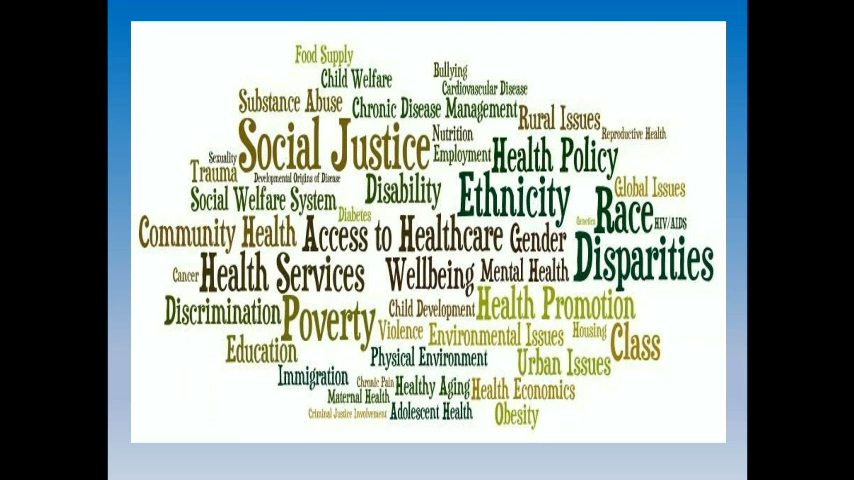 Food Supply
Child Welfare
Bullying
Cardiovascular Disease
Substance Abuse
Chronic Disease Management
Rural Issues
Social Justice
Nutrition
Reproductive Health
Employment
Health Policy
Sexuality
Trauma
Developmental Origins of Disease
Social Welfare System
Disability
Ethnicity
Global Issues
Diabetes
Genetics
Race
HIV/AIDS
Community Health
Access to Healthcare
Gender
Disparities
Cancer
Health Services
Wellbeing
Mental Health
Discrimination
Poverty
Child Development
Health Promotion
Violence
Environmental Issues
Housing
Class
Education
Physical Environment
Urban Issues
Immigration
Chronic Pain
Healthy Aging
Health Economics
Maternal Health
Criminal Justice Involvement
Adolescent Health
Obesity